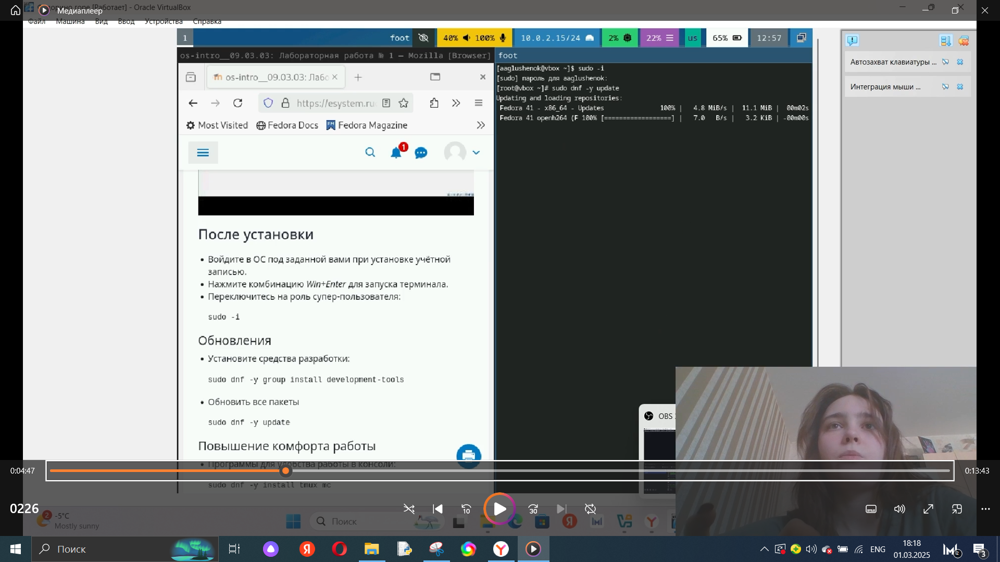 [Работает] - Oracle VirtualBox
Медиаплеер
Файл Машина Вид Ввод Устройства Справка
1
foot
40% 100%
10.0.2.15/24
2%
22%
us
65%
12:57
os-intro__09.03.03: Лабораторная работа № 1 — Mozilla [Browser]
foot
os-intro__09.03.03: Лабо
https://esystem.ru
Most Visited
Fedora Docs
Fedora Magazine
1
После установки
• Войдите в ОС под заданной вами при установке учётной
записью.
• Нажмите комбинацию Win+Enter для запуска терминала.
• Переключитесь на роль супер-пользователя:
sudo -i
Обновления
• Установите средства разработки:
sudo dnf -y group install development-tools
• Обновить все пакеты
sudo dnf -y update
Повышение комфорта работы
• Программы для удобства работы в консоли:
sudo dnf -y install tmux mc
[aaglushenok@vbox ~]$ sudo -i
[sudo] пароль для aaglushenok:
[root@vbox ~]# sudo dnf -y update
Updating and loading repositories:
Fedora 41 - x86_64 - Updates 100% | 4.8 MiB/s | 11.1 MiB | 00m02s
Fedora 41 openh264 (F 100% [==================] | 7.0 B/s | 3.2 KiB | -00m00s
Автозахват клавиатуры ...
Интеграция мыши ...
OBS
0:04:47
0:13:43
0226
10
30
2
-5°C
Mostly sunny
Поиск
Поиск
ENG
18:18
01.03.2025
2
3